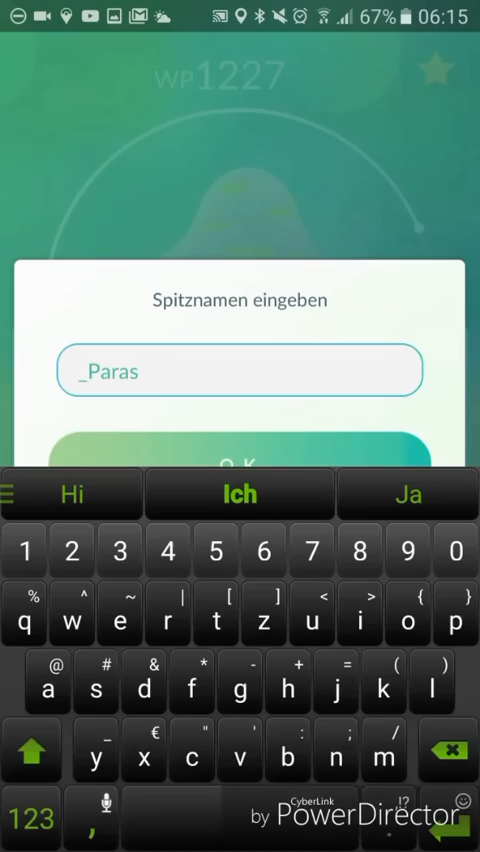 67% 06:15
WP1227
Spitznamen eingeben
_Paras
OK
Hi Ich Ja
1 2 3 4 5 6 7 8 9 0
% ^ ~ | [ ] < > { }
q w e r t z u i o p
@ # & * - + = ( )
a s d f g h j k l
_ € " ' : ; /
y x c v b n m
123 , . !?
CyberLink
by PowerDirector